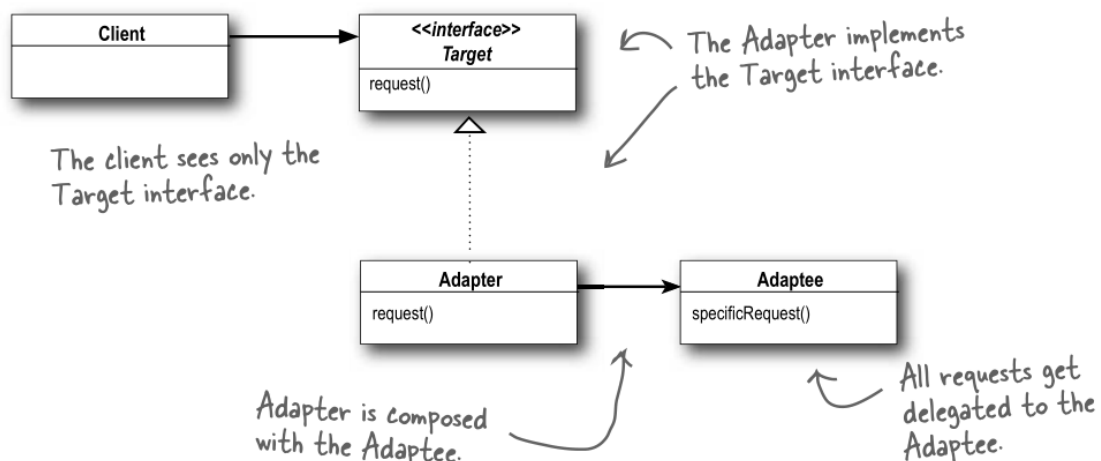 Client
<<interface>>
Target
request()
The Adapter implements
the Target interface.
The client sees only the
Target interface.
Adapter
request()
Adaptee
specificRequest()
Adapter is composed
with the Adaptee.
All requests get
delegated to the
Adaptee.